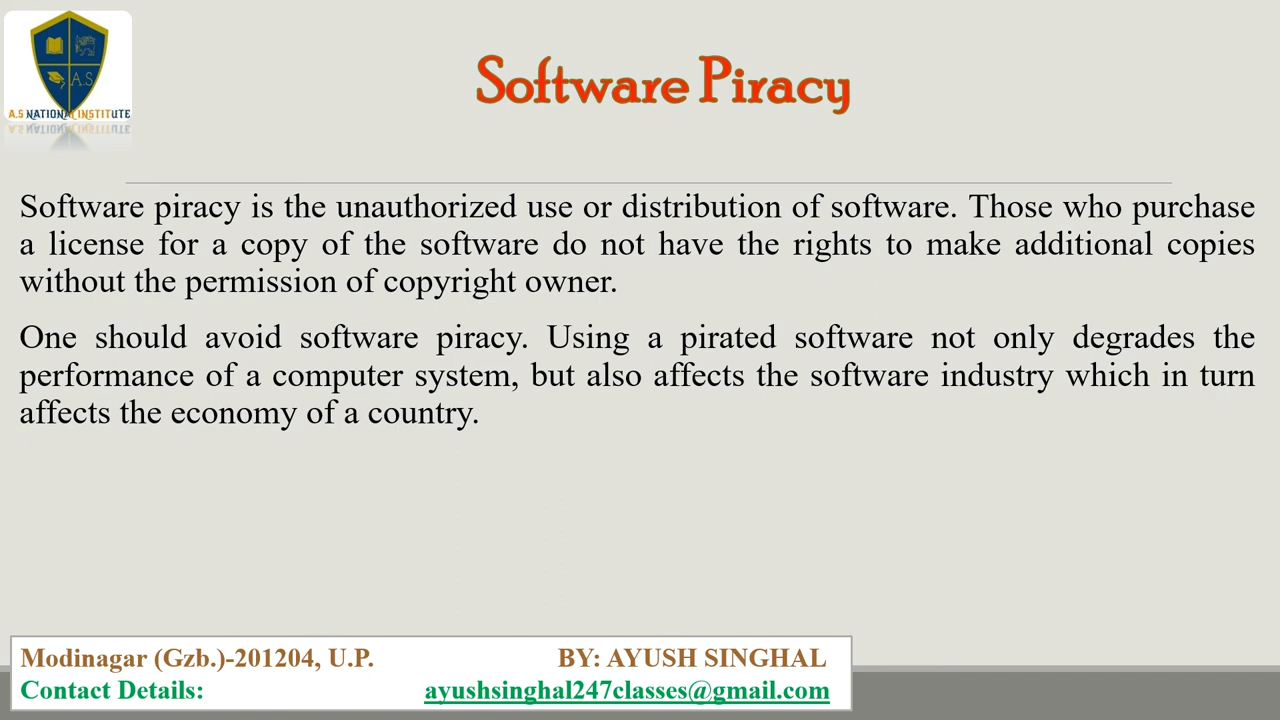 A.S
A.S NATIONAL INSTITUTE
Software Piracy
Software piracy is the unauthorized use or distribution of software. Those who purchase
a license for a copy of the software do not have the rights to make additional copies
without the permission of copyright owner.
One should avoid software piracy. Using a pirated software not only degrades the
performance of a computer system, but also affects the software industry which in turn
affects the economy of a country.
Modinagar (Gzb.)-201204, U.P. BY: AYUSH SINGHAL
Contact Details: ayushsinghal247classes@gmail.com